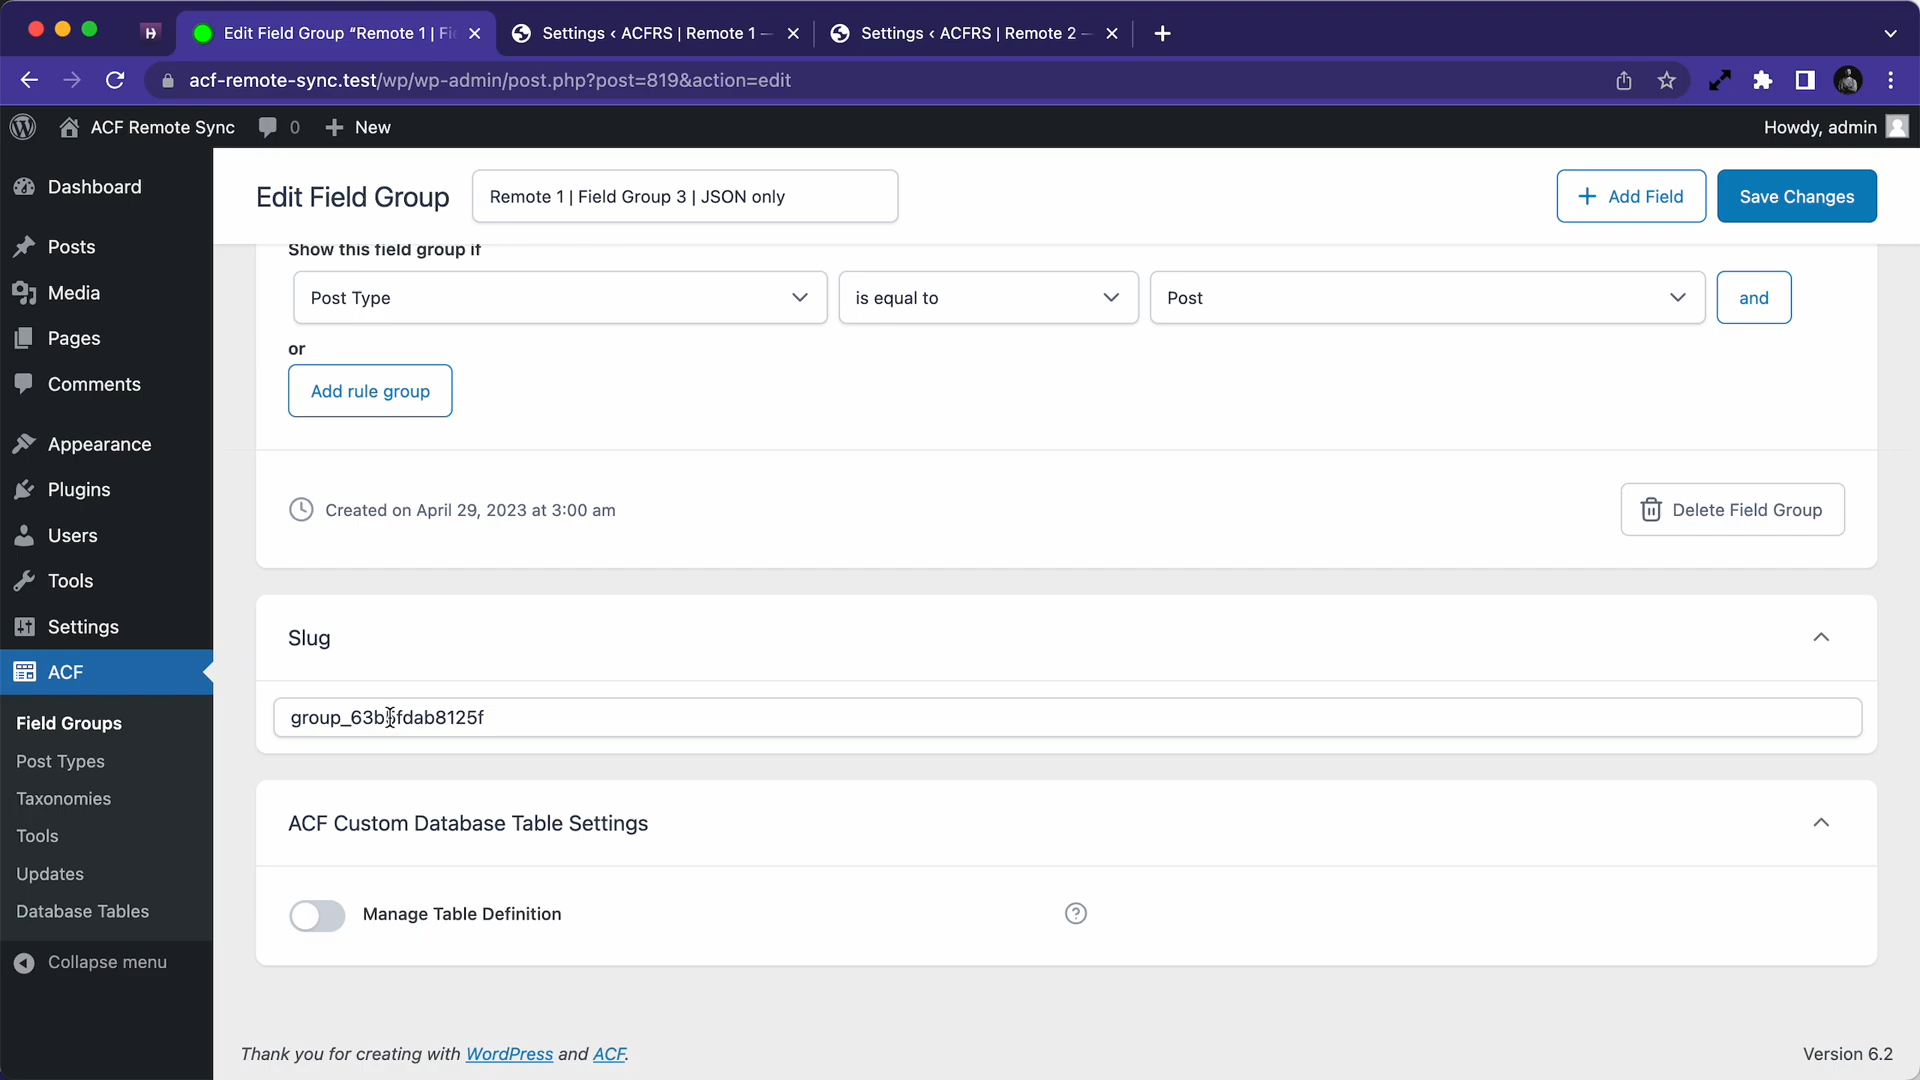 Edit Field Group “Remote 1 | Fie
Settings ‹ ACFRS | Remote 1 —
Settings ‹ ACFRS | Remote 2 —
acf-remote-sync.test/wp/wp-admin/post.php?post=819&action=edit
ACF Remote Sync
0
New
Howdy, admin
Dashboard
Posts
Media
Pages
Comments
Appearance
Plugins
Users
Tools
Settings
ACF
Field Groups
Post Types
Taxonomies
Tools
Updates
Database Tables
Collapse menu
Edit Field Group
Remote 1 | Field Group 3 | JSON only
Add Field
Save Changes
Show this field group if
Post Type
is equal to
Post
and
or
Add rule group
Created on April 29, 2023 at 3:00 am
Delete Field Group
Slug
ACF Custom Database Table Settings
Manage Table Definition
Thank you for creating with WordPress and ACF.
Version 6.2